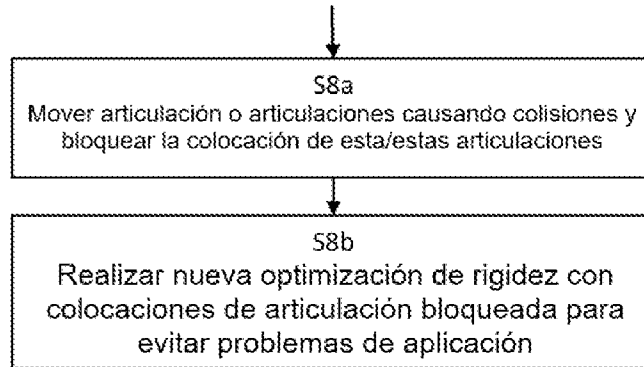 S8a
Mover articulación o articulaciones causando colisiones y
bloquear la colocación de esta/estas articulaciones
S8b
Realizar nueva optimización de rigidez con
colocaciones de articulación bloqueada para
evitar problemas de aplicación